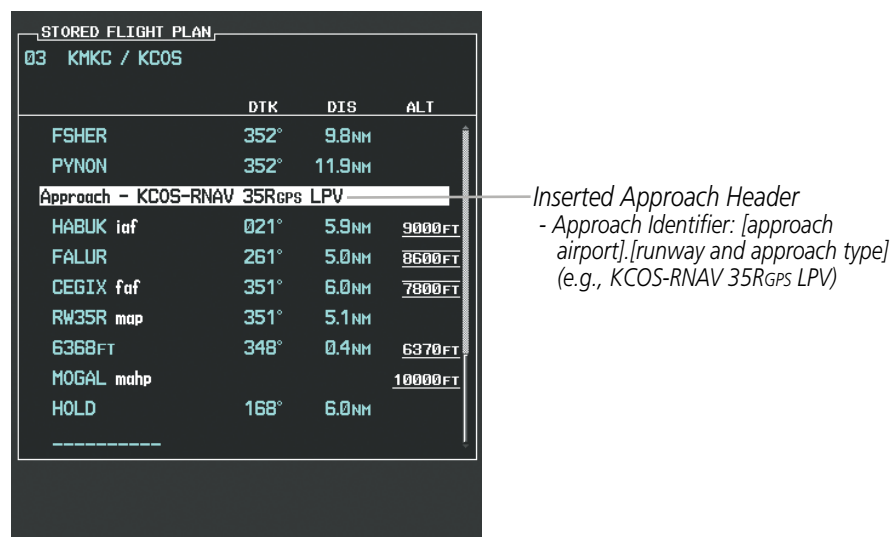 STORED FLIGHT PLAN
03 KMKC / KCOS
DTK DIS ALT
FSHER 352° 9.8NM
PYNON 352° 11.9NM
Approach - KCOS-RNAV 35RGPS LPV
HABUK iaf 021° 5.9NM 9000FT
FALUR 261° 5.0NM 8600FT
CEGIX faf 351° 6.0NM 7800FT
RW35R map 351° 5.1NM
6368FT 348° 0.4NM 6370FT
MOGAL mahp 10000FT
HOLD 168° 6.0NM
__________
Inserted Approach Header
- Approach Identifier: [approach
airport].[runway and approach type]
(e.g., KCOS-RNAV 35RGPS LPV)